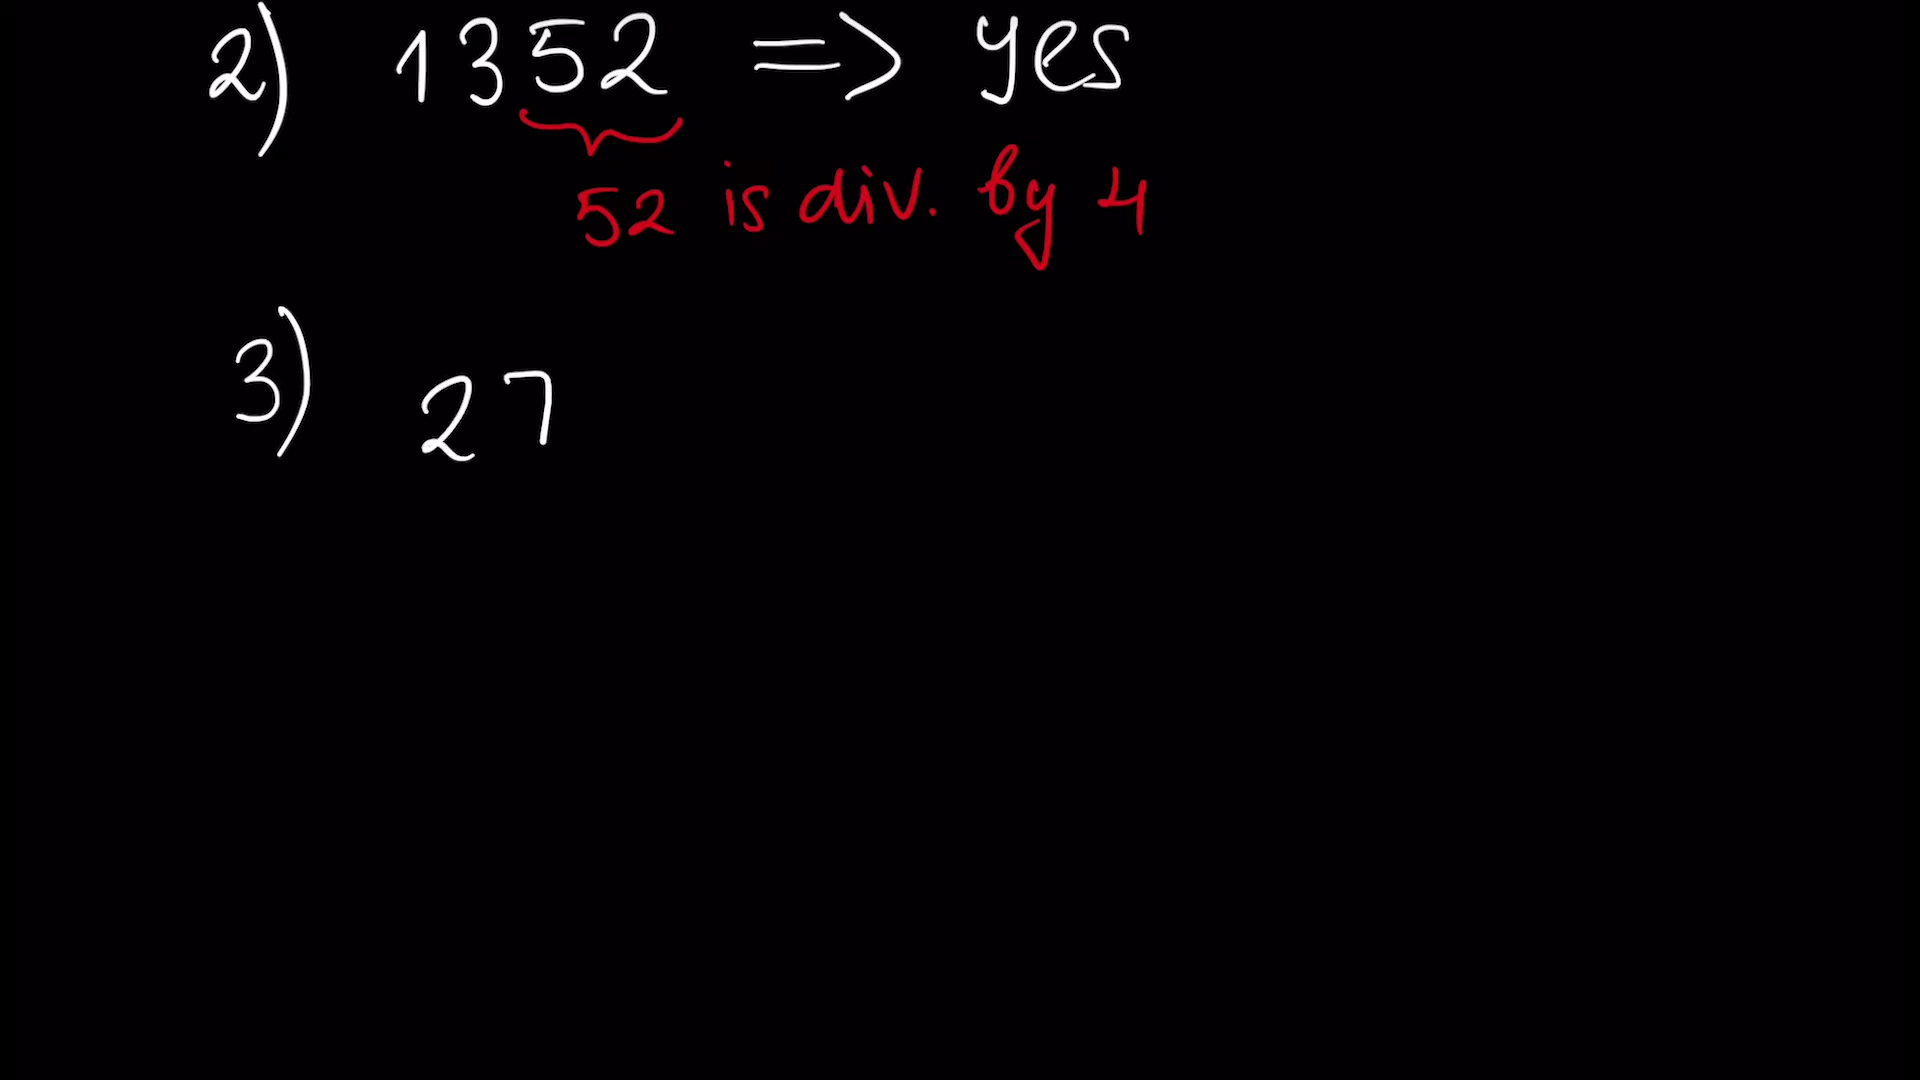 2) 1352 => yes
52 is div. by 4
3) 27